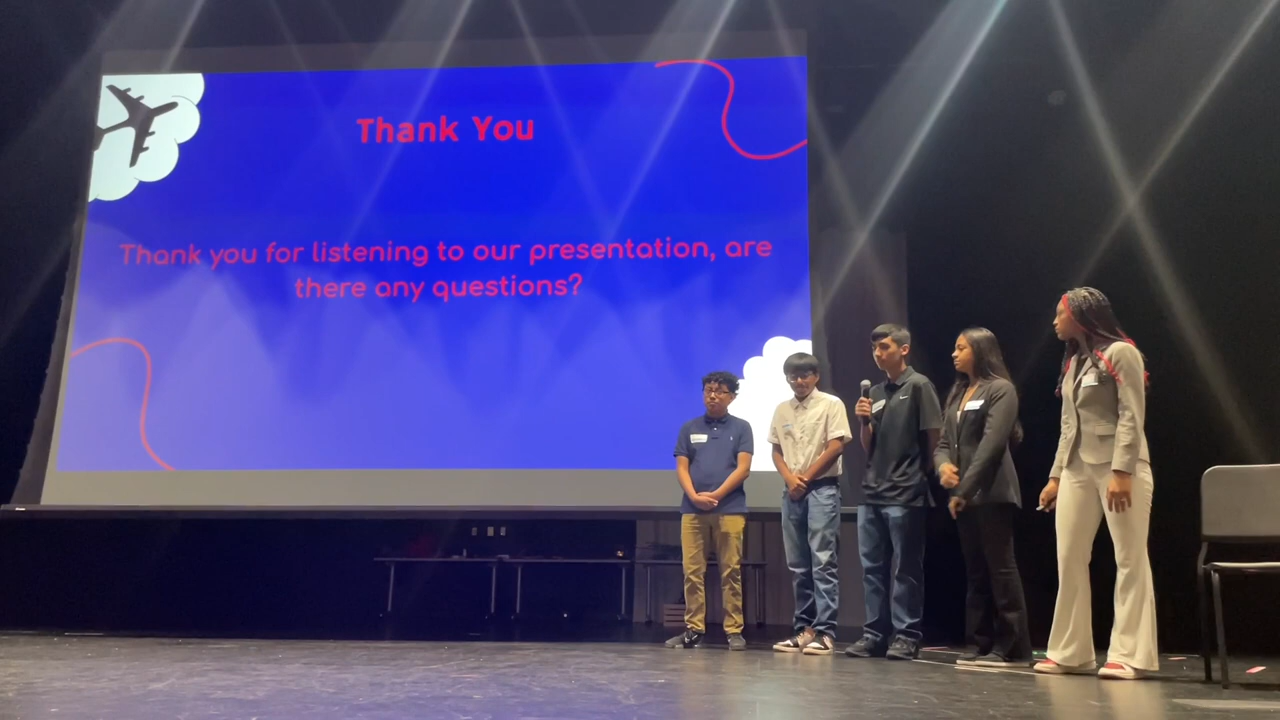 Thank You
Thank you for listening to our presentation, are
there any questions?